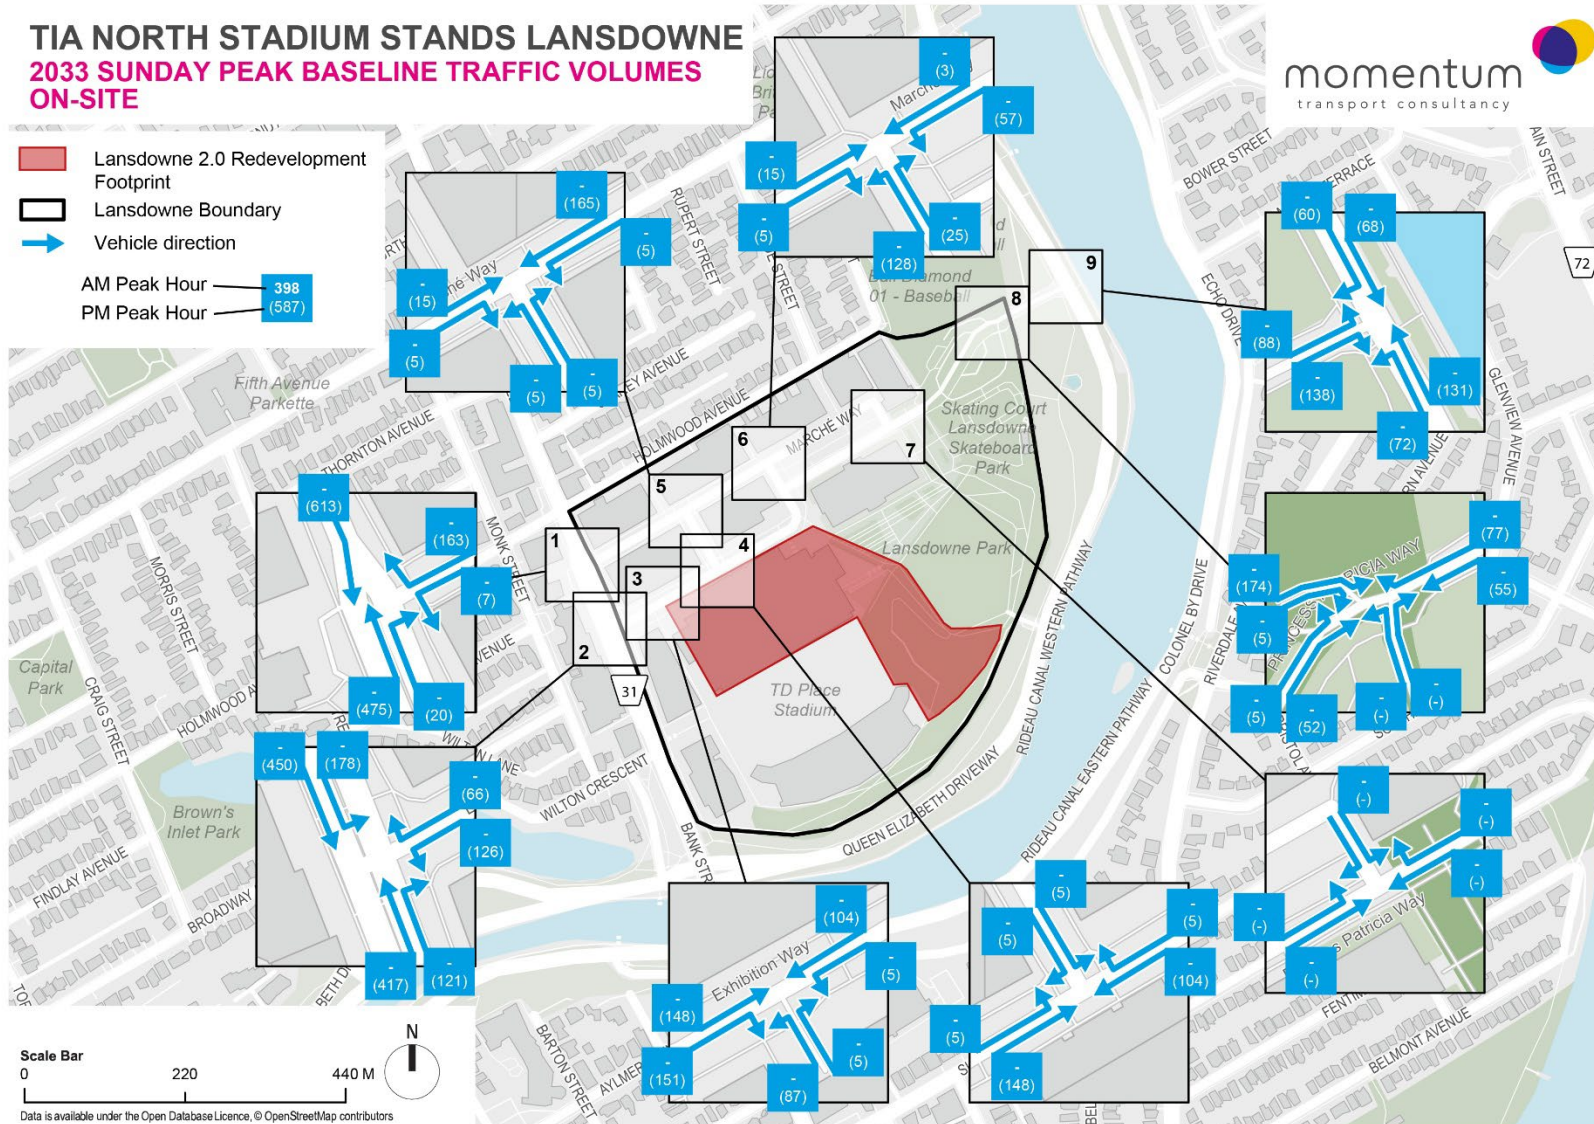 TIA NORTH STADIUM STANDS LANSDOWNE
2033 SUNDAY PEAK BASELINE TRAFFIC VOLUMES
ON-SITE
momentum
transport consultancy
Lansdowne 2.0 Redevelopment
Footprint
Lansdowne Boundary
Vehicle direction
AM Peak Hour
398
PM Peak Hour
(587)
-
(3)
-
(57)
-
(15)
-
(5)
-
(25)
-
(128)
-
(165)
-
(5)
-
(15)
-
(5)
-
(5)
-
(5)
-
(60)
-
(68)
-
(88)
-
(138)
-
(131)
-
(72)
-
(613)
-
(163)
-
(7)
-
(475)
-
(20)
-
(77)
-
(55)
-
(174)
-
(5)
-
(5)
-
(52)
-
(-)
-
(-)
-
(450)
-
(178)
-
(66)
-
(126)
-
(417)
-
(121)
-
(104)
-
(5)
-
(148)
-
(151)
-
(87)
-
(5)
-
(5)
-
(5)
-
(5)
-
(104)
-
(5)
-
(148)
-
(-)
-
(-)
-
(-)
-
(-)
-
(-)
1
2
3
4
5
6
7
8
9
31
72
BOWER STREET
ECHO DRIVE
GLENVIEW AVENUE
RUPERT STREET
Fifth Avenue
Parkette
THORNTON AVENUE
HOLMWOOD AVENUE
MARCHÉ WAY
01 - Baseball
Skating Court
Lansdowne
Skateboard
Park
Lansdowne Park
TD Place
Stadium
MONK STREET
MORRIS STREET
CRAIG STREET
Capital
Park
Brown's
Inlet Park
WILTON CRESCENT
FINDLAY AVENUE
BROADWAY
QUEEN ELIZABETH DRIVEWAY
RIDEAU CANAL WESTERN PATHWAY
RIDEAU CANAL EASTERN PATHWAY
COLONEL BY DRIVE
Exhibition Way
BARTON STREET
BELMONT AVENUE
N
Scale Bar
0
220
440 M
Data is available under the Open Database Licence, © OpenStreetMap contributors